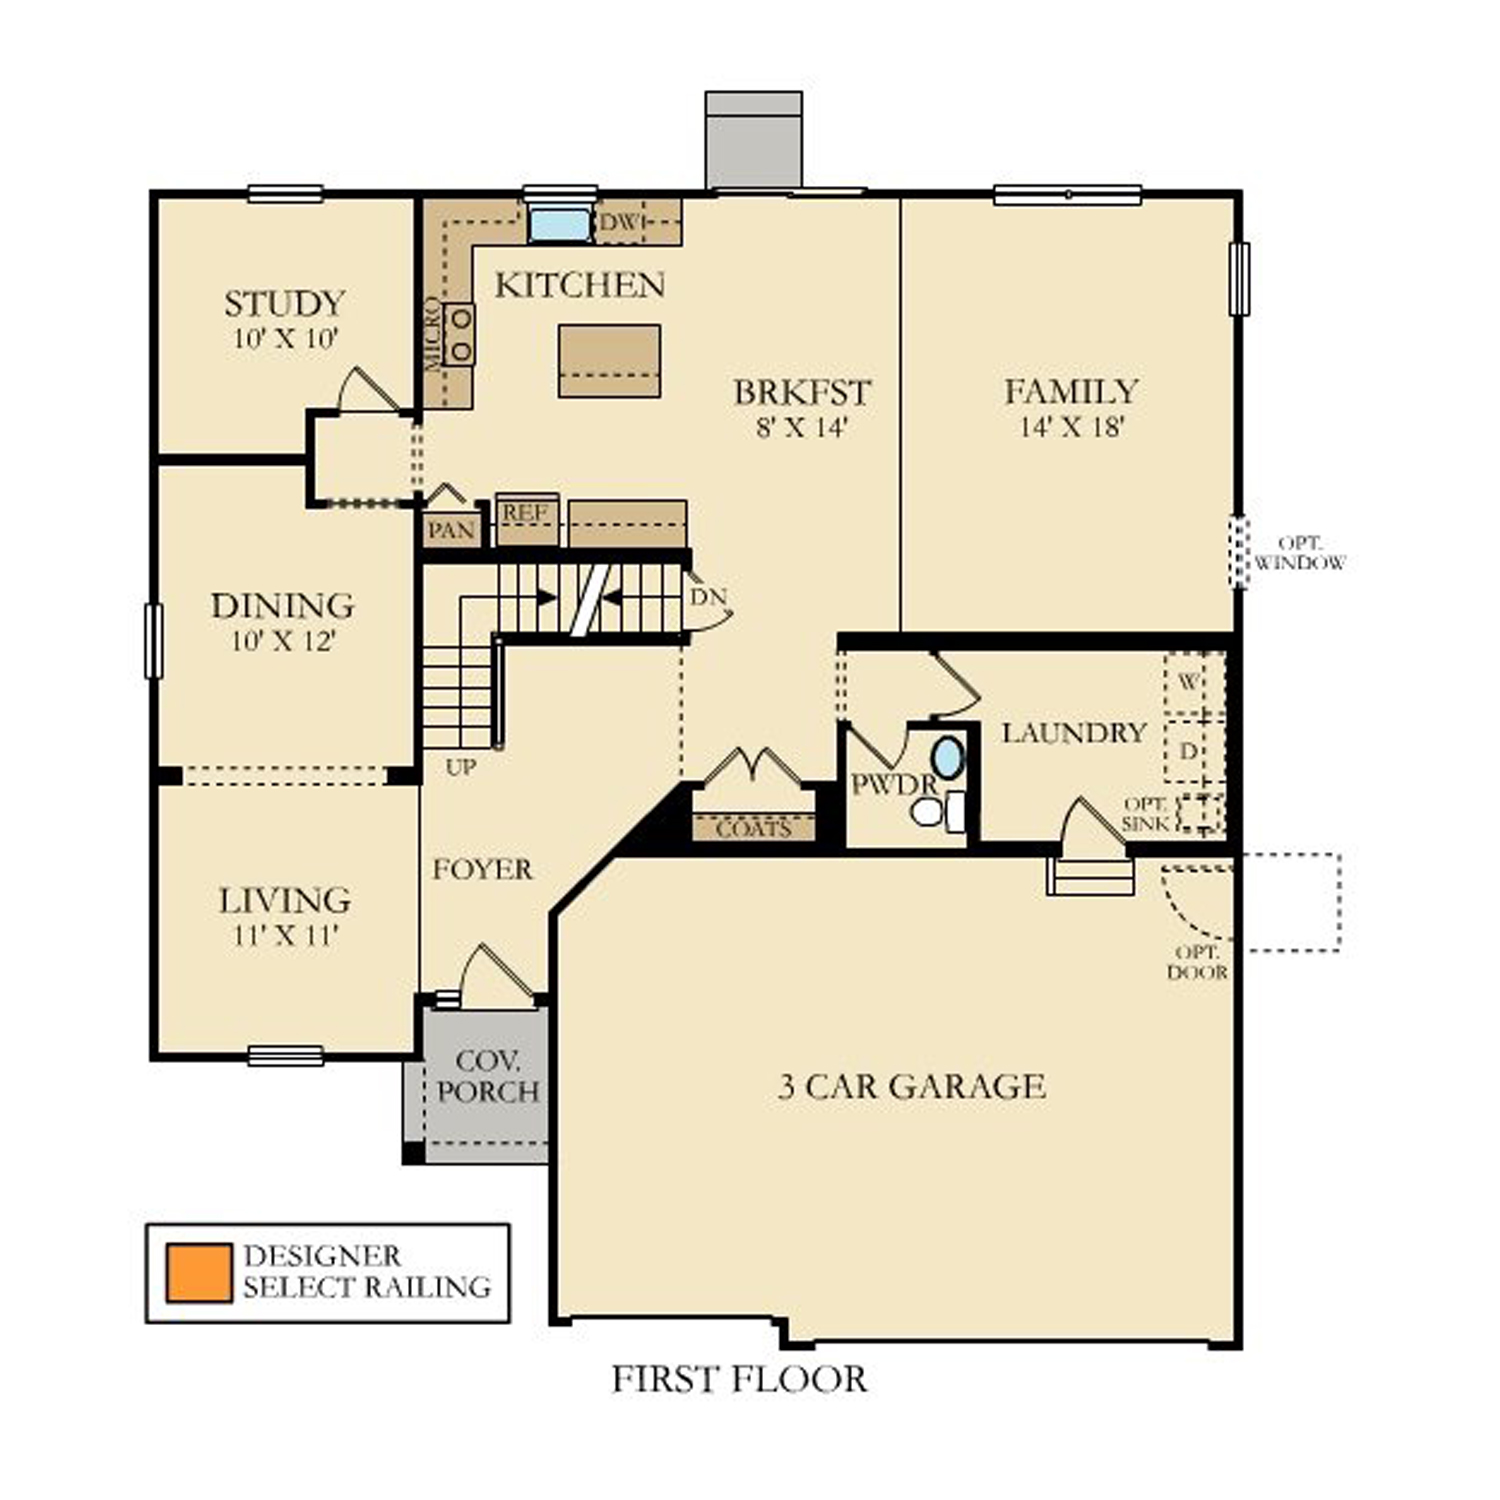 DW
KITCHEN
STUDY
10' X 10'
MICRO
BRKFST
8' X 14'
FAMILY
14' X 18'
REF
PAN
OPT.
WINDOW
DINING
10' X 12'
DN
W
LAUNDRY
D
UP
PWDR
OPT.
SINK
COATS
FOYER
LIVING
11' X 11'
OPT.
DOOR
COV.
PORCH
3 CAR GARAGE
DESIGNER
SELECT RAILING
FIRST FLOOR